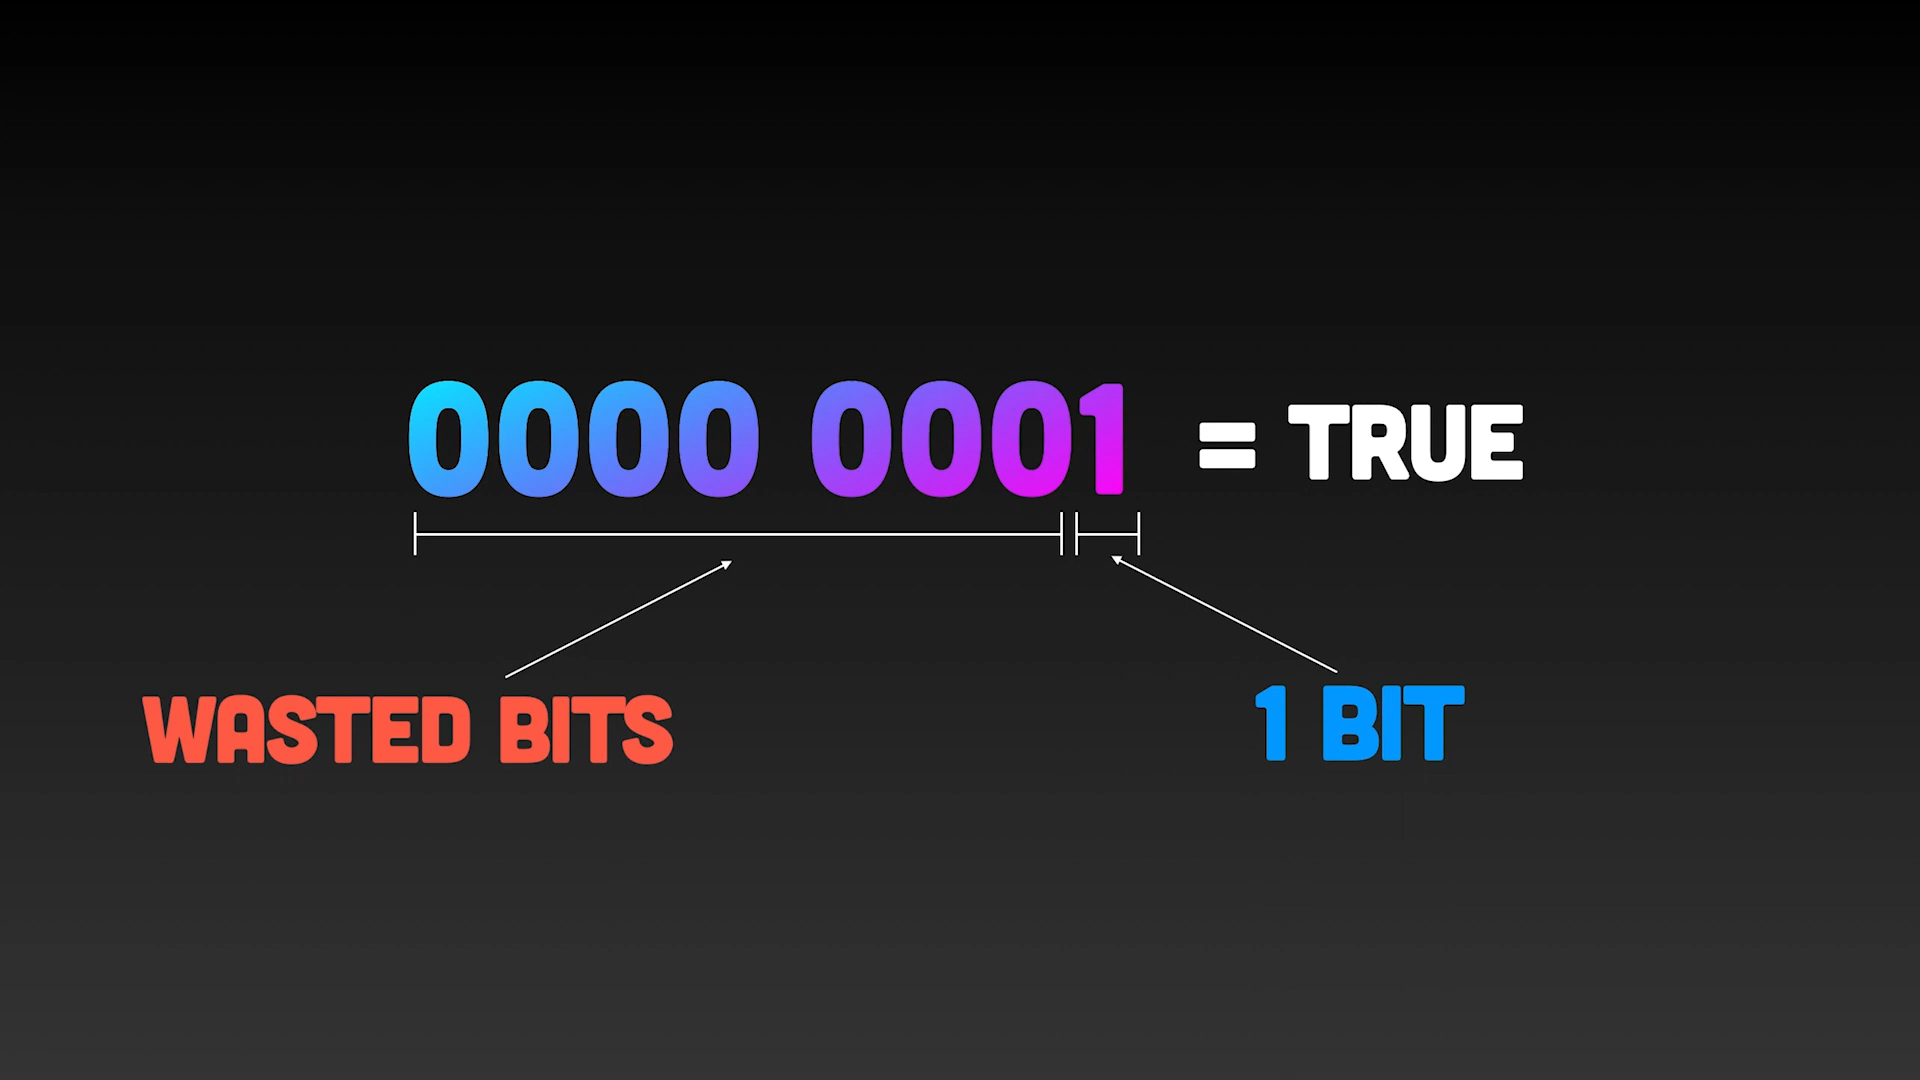 0000 0001 = TRUE
WASTED BITS
1 BIT